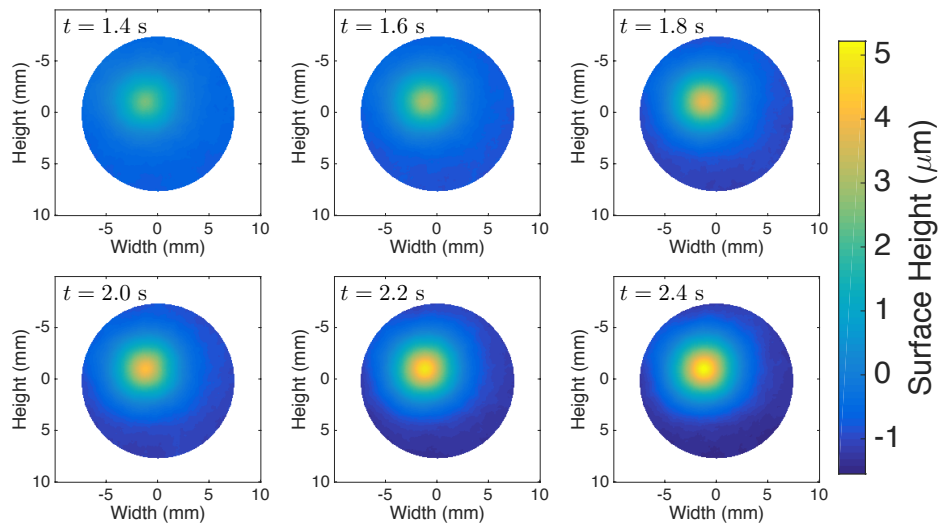 t = 1.4 s
t = 1.6 s
t = 1.8 s
-5
0
5
10
Height (mm)
-5
0
5
10
Height (mm)
-5
0
5
10
Height (mm)
-5 0 5 10
-5 0 5 10
-5 0 5 10
Width (mm)
Width (mm)
Width (mm)
t = 2.0 s
t = 2.2 s
t = 2.4 s
-5
0
5
10
Height (mm)
-5
0
5
10
Height (mm)
-5
0
5
10
Height (mm)
-5 0 5 10
-5 0 5 10
-5 0 5 10
Width (mm)
Width (mm)
Width (mm)
5
4
3
2
1
0
-1
Surface Height (μm)